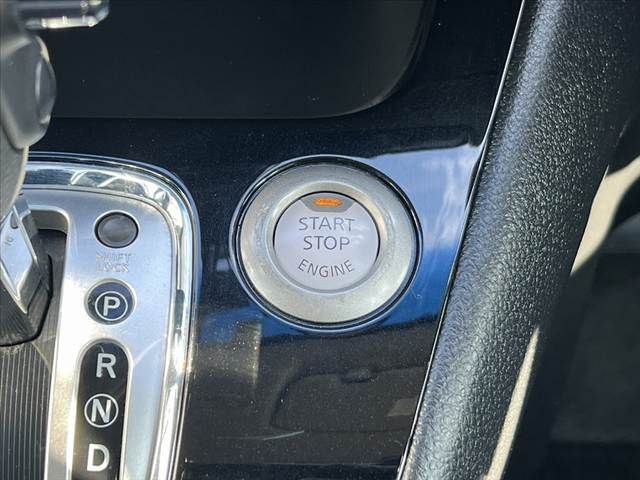 START
STOP
ENGINE
SHIFT
LOCK
P
R
N
D